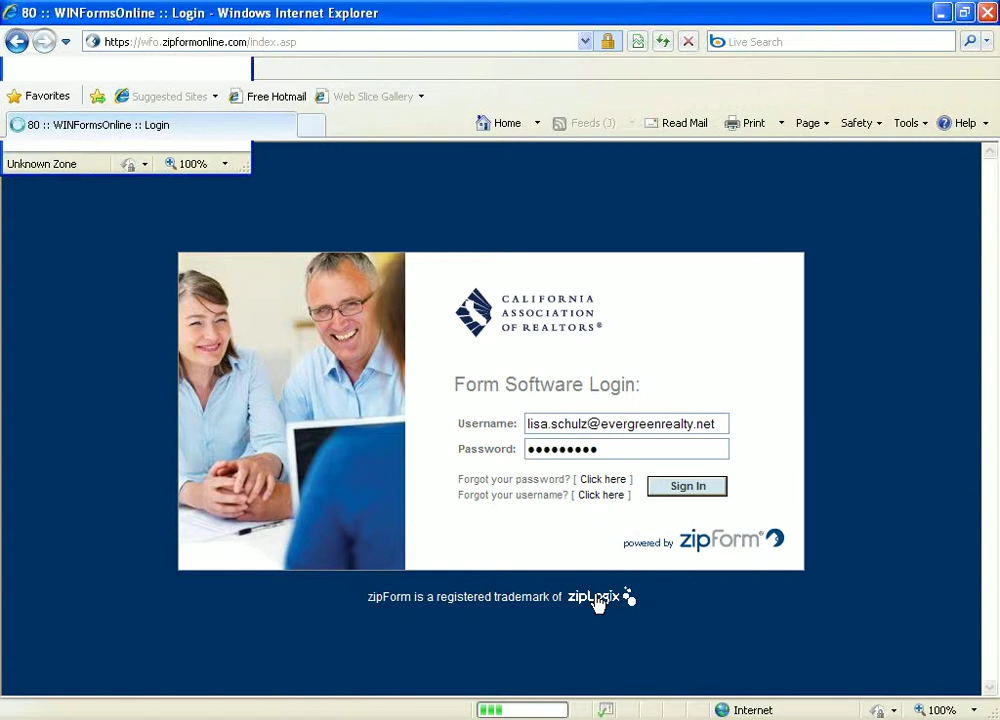 80 :: WINFormsOnline :: Login - Windows Internet Explorer
https://wfo.zipformonline.com/index.asp
Live Search
Favorites Suggested Sites Free Hotmail Web Slice Gallery
80 :: WINFormsOnline :: Login
Home Feeds (J) Read Mail Print Page Safety Tools Help
Unknown Zone 100%
CALIFORNIA
ASSOCIATION
OF REALTORS®
Form Software Login:
Username: lisa.schulz@evergreenrealty.net
Password: ●●●●●●●●●
Forgot your password? [ Click here ]
Forgot your username? [ Click here ]
Sign In
powered by zipForm®
zipForm is a registered trademark of zipLogix
Internet 100%